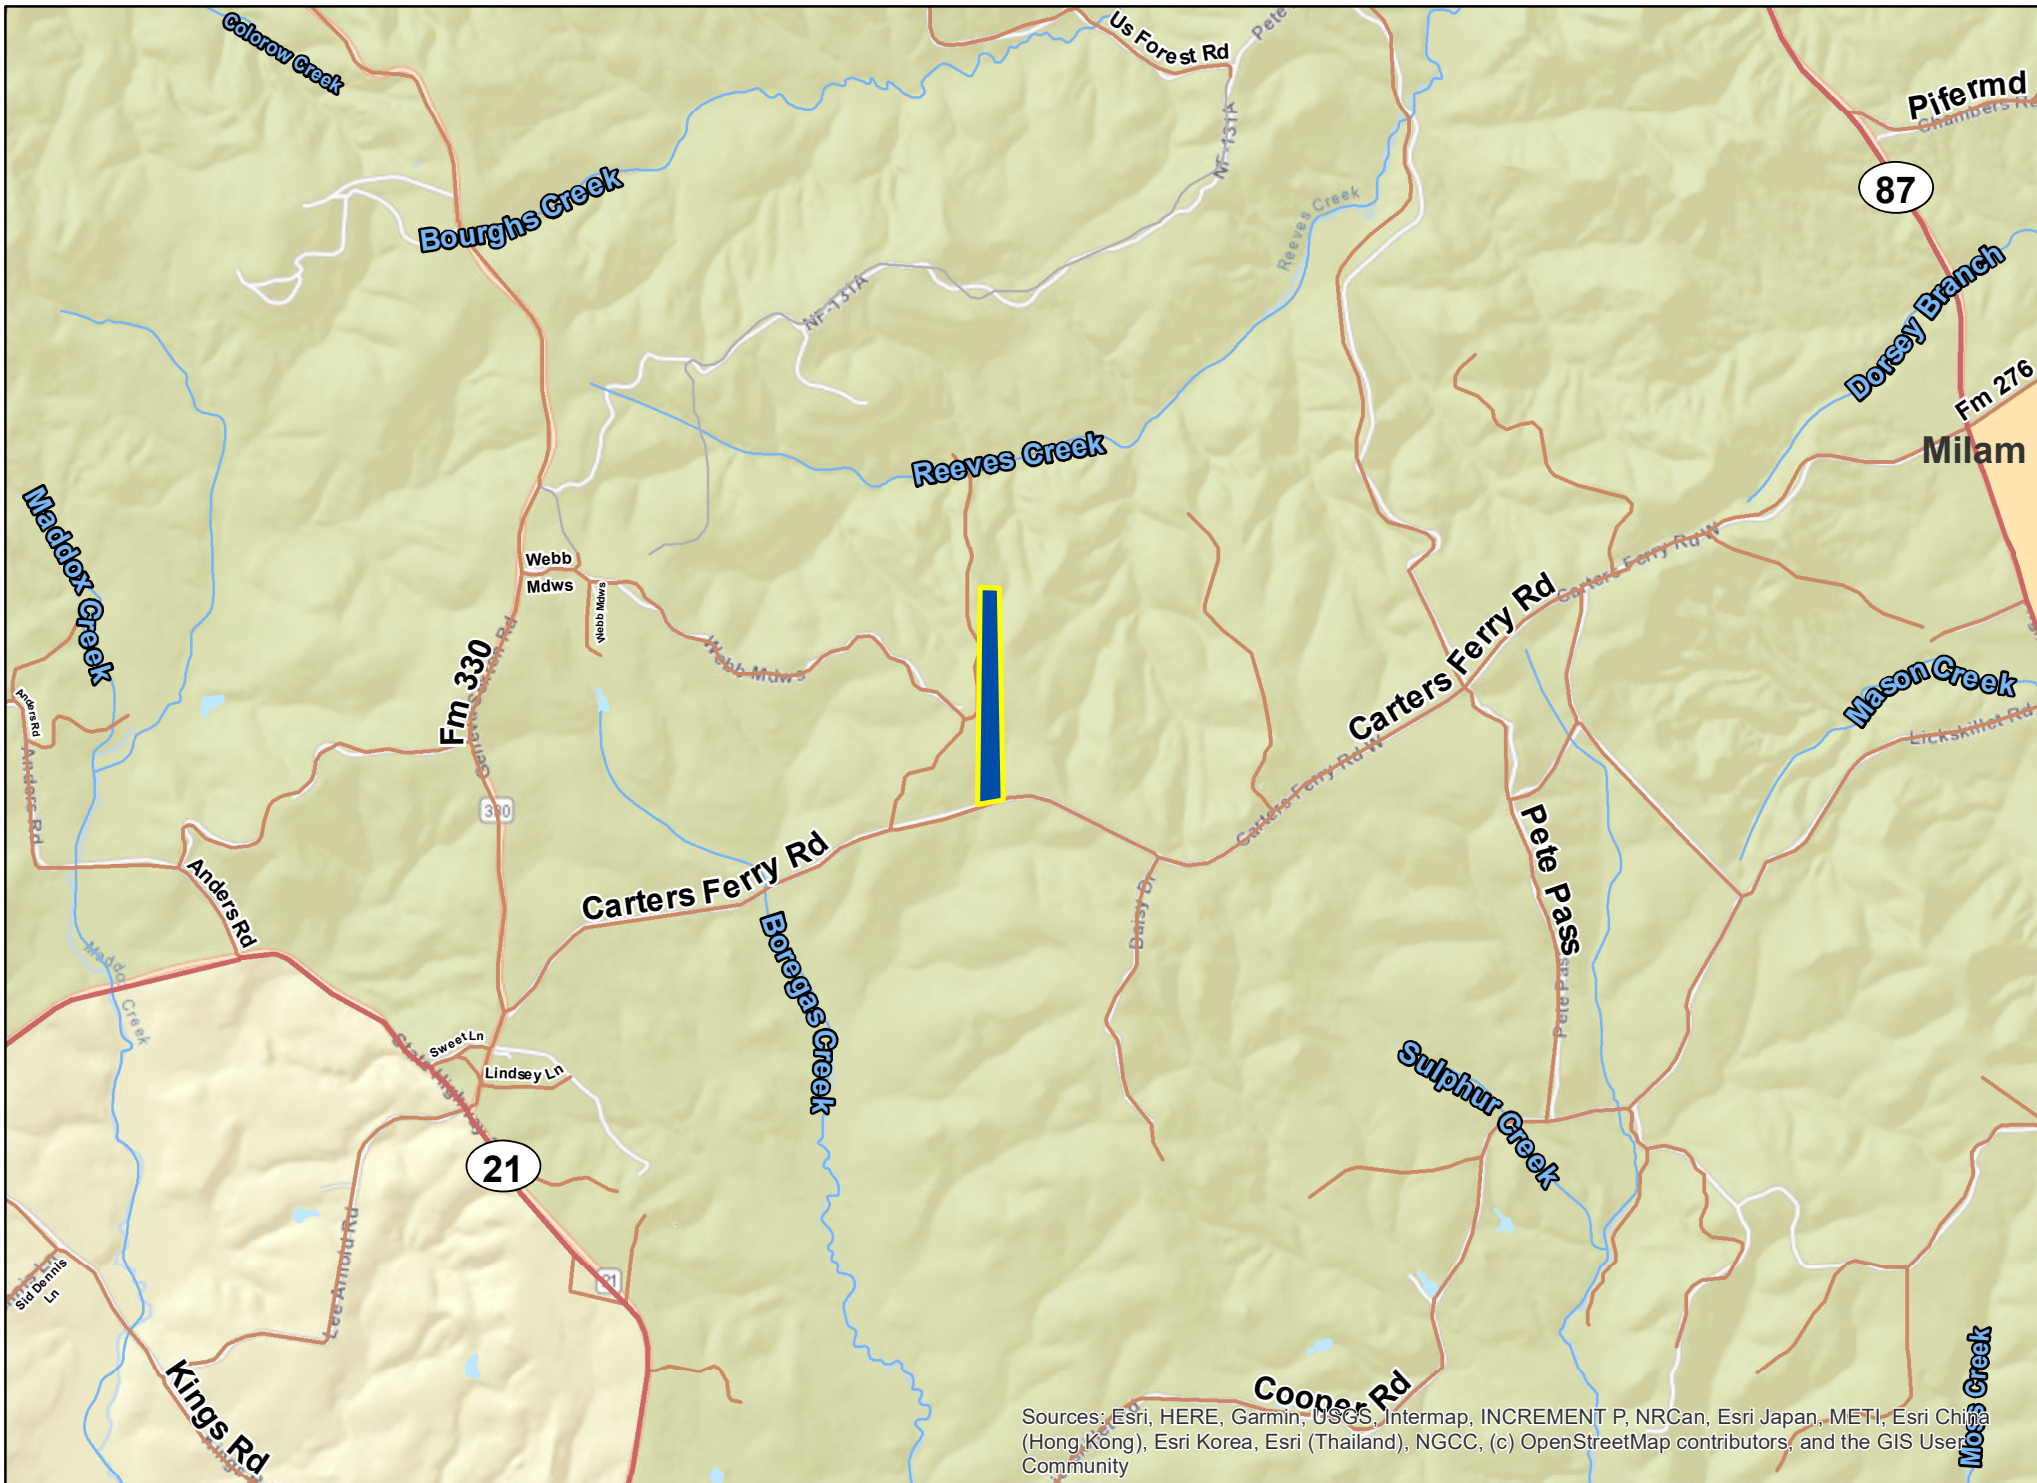 Colorow Creek
Us Forest Rd
Pete
Pifermd
Chambers Rd
NF-131A
87
Bourghs Creek
Reeves Creek
Dorsey Branch
NF-131A
Fm 276
Milam
Reeves Creek
Maddox Creek
Webb
Mdws
Webb Mdws
Carters Ferry Rd W
Carters Ferry Rd
Webb Mdws
Fm 330
Mason Creek
Lickskillet Rd
Anders Rd
Anders Rd
330
Carters Ferry Rd W
Carters Ferry Rd
Pete Pass
Anders Rd
Daisy Dr
Boregas Creek
Maddox Creek
Pete Pass
State Highway
Sweet Ln
Lindsey Ln
Sulphur Creek
21
Lee Arnold Rd
Sid Dennis
Ln
21
Kings Rd
Cooper Rd
Moss Creek
Sources: Esri, HERE, Garmin, USGS, Intermap, INCREMENT P, NRCan, Esri Japan, METI, Esri China
(Hong Kong), Esri Korea, Esri (Thailand), NGCC, (c) OpenStreetMap contributors, and the GIS User
Community